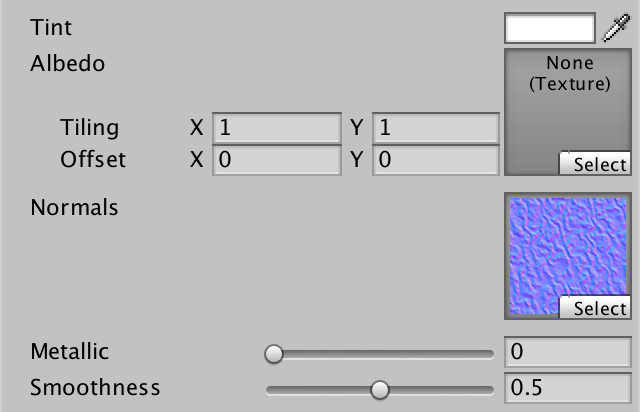 Tint
Albedo
None
(Texture)
Tiling X 1 Y 1
Offset X 0 Y 0
Select
Normals
Select
Metallic 0
Smoothness 0.5